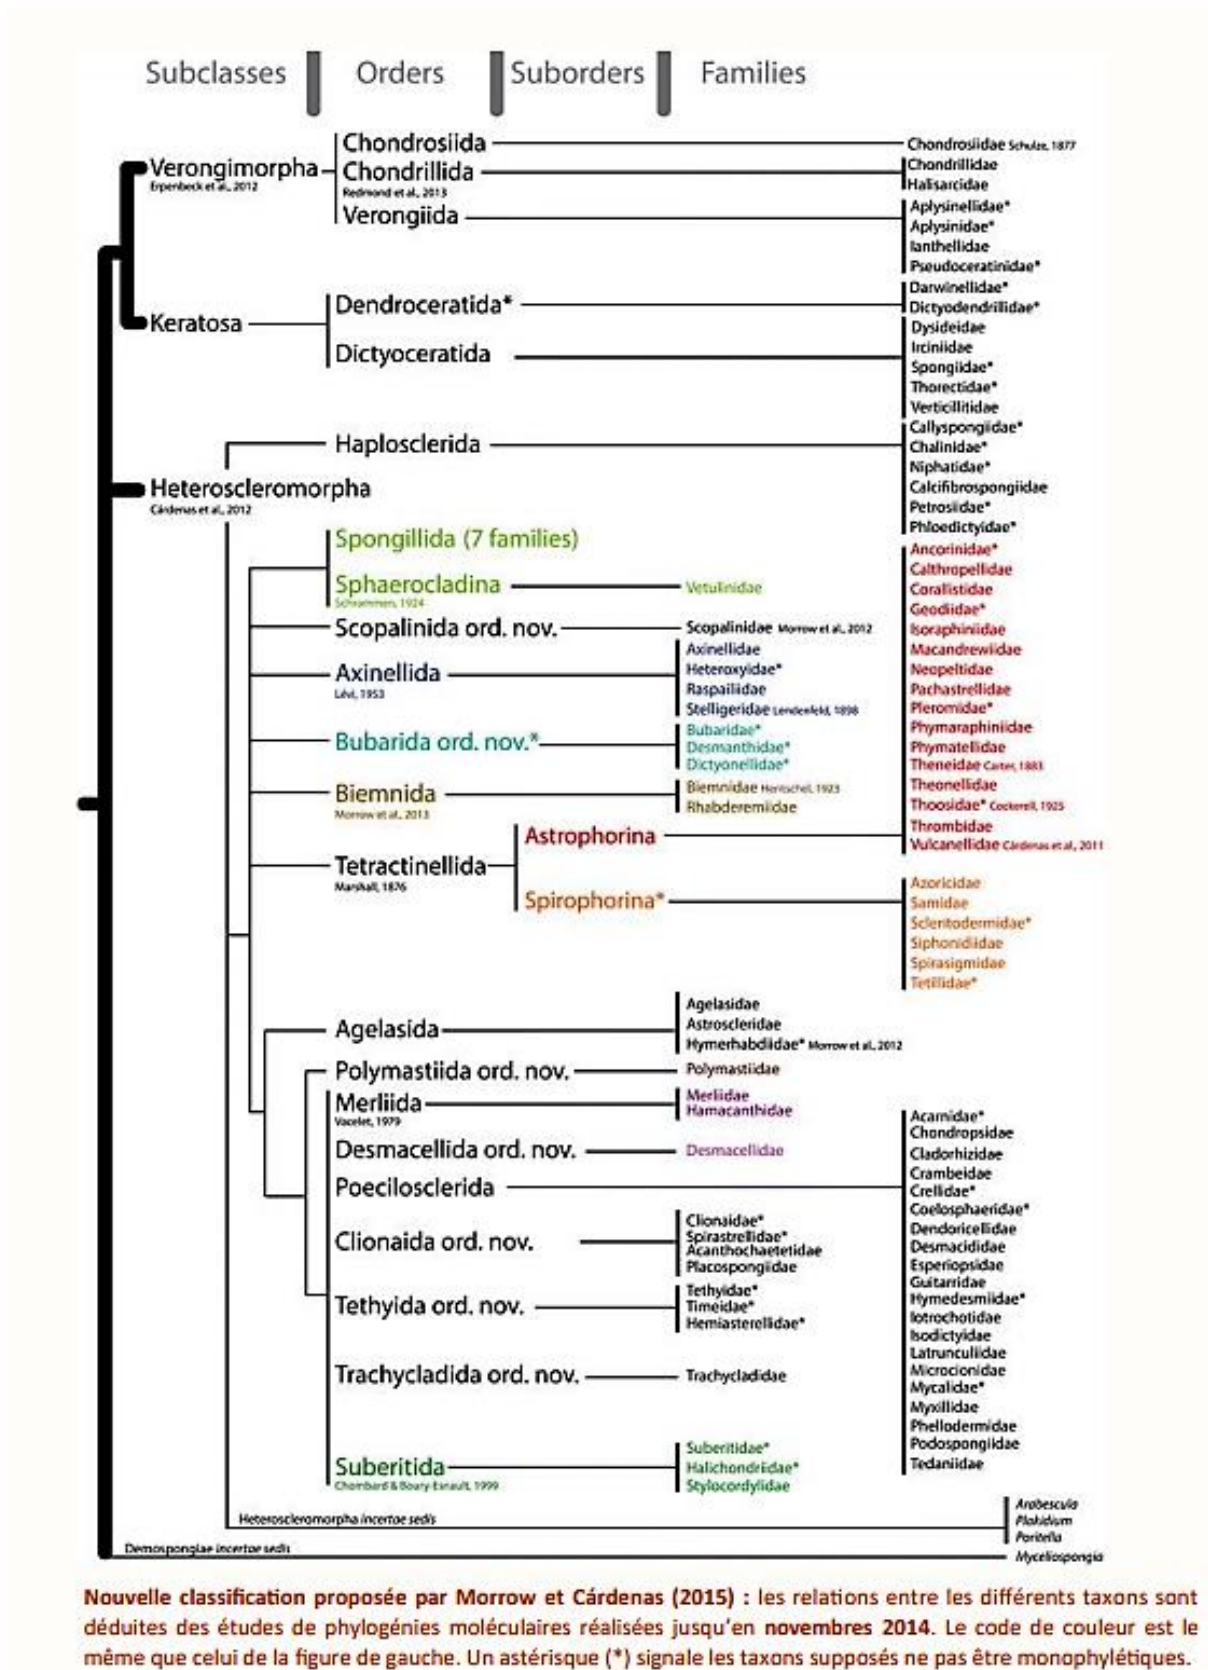 Subclasses Orders Suborders Families
Chondrosiida
Chondrosiidae Schulze, 1877
Verongimorpha
Erpenbeck et al., 2012
Chondrillida
Redmond et al., 2013
Chondrillidae
Halisarcidae
Verongiida
Aplysinellidae*
Aplysinidae*
Ianthellidae
Pseudoceratinidae*
Keratosa
Dendroceratida*
Darwinellidae*
Dictyodendrillidae*
Dictyoceratida
Dysideidae
Irciniidae
Spongiidae*
Thorectidae*
Verticillitidae
Haplosclerida
Callyspongiidae*
Chalinidae*
Niphatidae*
Calcifibrospongiidae
Petrosiidae*
Phloedictyidae*
Heteroscleromorpha
Cárdenas et al., 2012
Spongillida (7 families)
Sphaerocladina
Schrammen, 1924
Vetulinidae
Scopalinida ord. nov.
Scopalinidae Morrow et al., 2012
Axinellida
Lévi, 1953
Axinellidae
Heteroxyidae*
Raspailiidae
Stelligeridae Lendenfeld, 1898
Bubarida ord. nov.*
Bubaridae*
Desmanthidae*
Dictyonellidae*
Biemnida
Morrow et al., 2013
Biemnidae Hentschel, 1923
Rhabderemiidae
Tetractinellida
Marshall, 1876
Astrophorina
Ancorinidae*
Calthropellidae
Corallistidae
Geodiidae*
Isoraphiniidae
Macandrewiidae
Neopeltidae
Pachastrellidae
Pleromidae*
Phymaraphiniidae
Phymatellidae
Theneidae Carter, 1883
Theonellidae
Thoosidae* Cockerell, 1925
Thrombidae
Vulcanellidae Cárdenas et al., 2011
Spirophorina*
Azoricidae
Samidae
Sclentodermidae*
Siphonidiidae
Spirasigmidae
Tetillidae*
Agelasida
Agelasidae
Astroscleridae
Hymerhabdiidae* Morrow et al., 2012
Polymastiida ord. nov.
Polymastiidae
Merliida
Vacelet, 1979
Merliidae
Hamacanthidae
Desmacellida ord. nov.
Desmacellidae
Poecilosclerida
Acarnidae*
Chondropsidae
Cladorhizidae
Crambeidae
Crellidae*
Coelosphaeridae*
Dendoricellidae
Desmacididae
Esperiopsidae
Guitarridae
Hymedesmiidae*
Iotrochotidae
Isodictyidae
Latrunculiidae
Microcionidae
Mycalidae*
Myxillidae
Phellodermidae
Podospongiidae
Tedaniidae
Clionaida ord. nov.
Clionaidae*
Spirastrellidae*
Acanthochaetetidae
Placospongiidae
Tethyida ord. nov.
Tethyidae*
Timeidae*
Hemiasterellidae*
Trachycladida ord. nov.
Trachycladidae
Suberitida
Chombard & Boury-Esnault, 1999
Suberitidae*
Halichondriidae*
Stylocordylidae
Heteroscleromorpha incertae sedis
Arabescula
Plakidium
Poritella
Demospongiae incertae sedis
Myceliospongia
Nouvelle classification proposée par Morrow et Cárdenas (2015) : les relations entre les différents taxons sont
déduites des études de phylogénies moléculaires réalisées jusqu'en novembres 2014. Le code de couleur est le
même que celui de la figure de gauche. Un astérisque (*) signale les taxons supposés ne pas être monophylétiques.